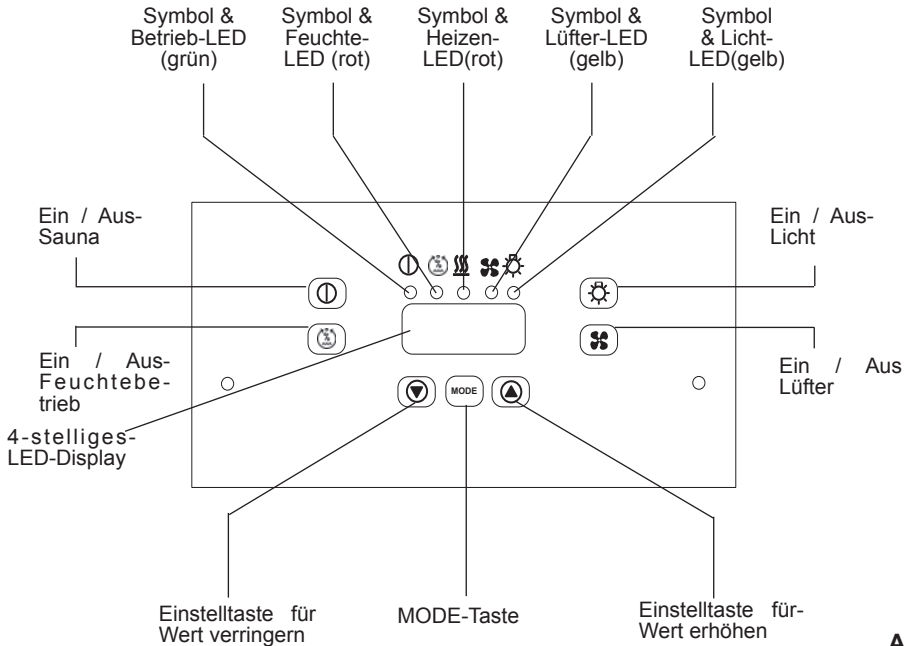 Symbol &
Betrieb-LED
(grün)
Symbol &
Feuchte-
LED (rot)
Symbol &
Heizen-
LED(rot)
Symbol &
Lüfter-LED
(gelb)
Symbol
& Licht-
LED(gelb)
Ein / Aus-
Sauna
Ein / Aus-
Licht
Ein / Aus-
Feuchtebe-
trieb
Ein / Aus
Lüfter
4-stelliges-
LED-Display
MODE
Einstelltaste für
Wert verringern
MODE-Taste
Einstelltaste für-
Wert erhöhen
A